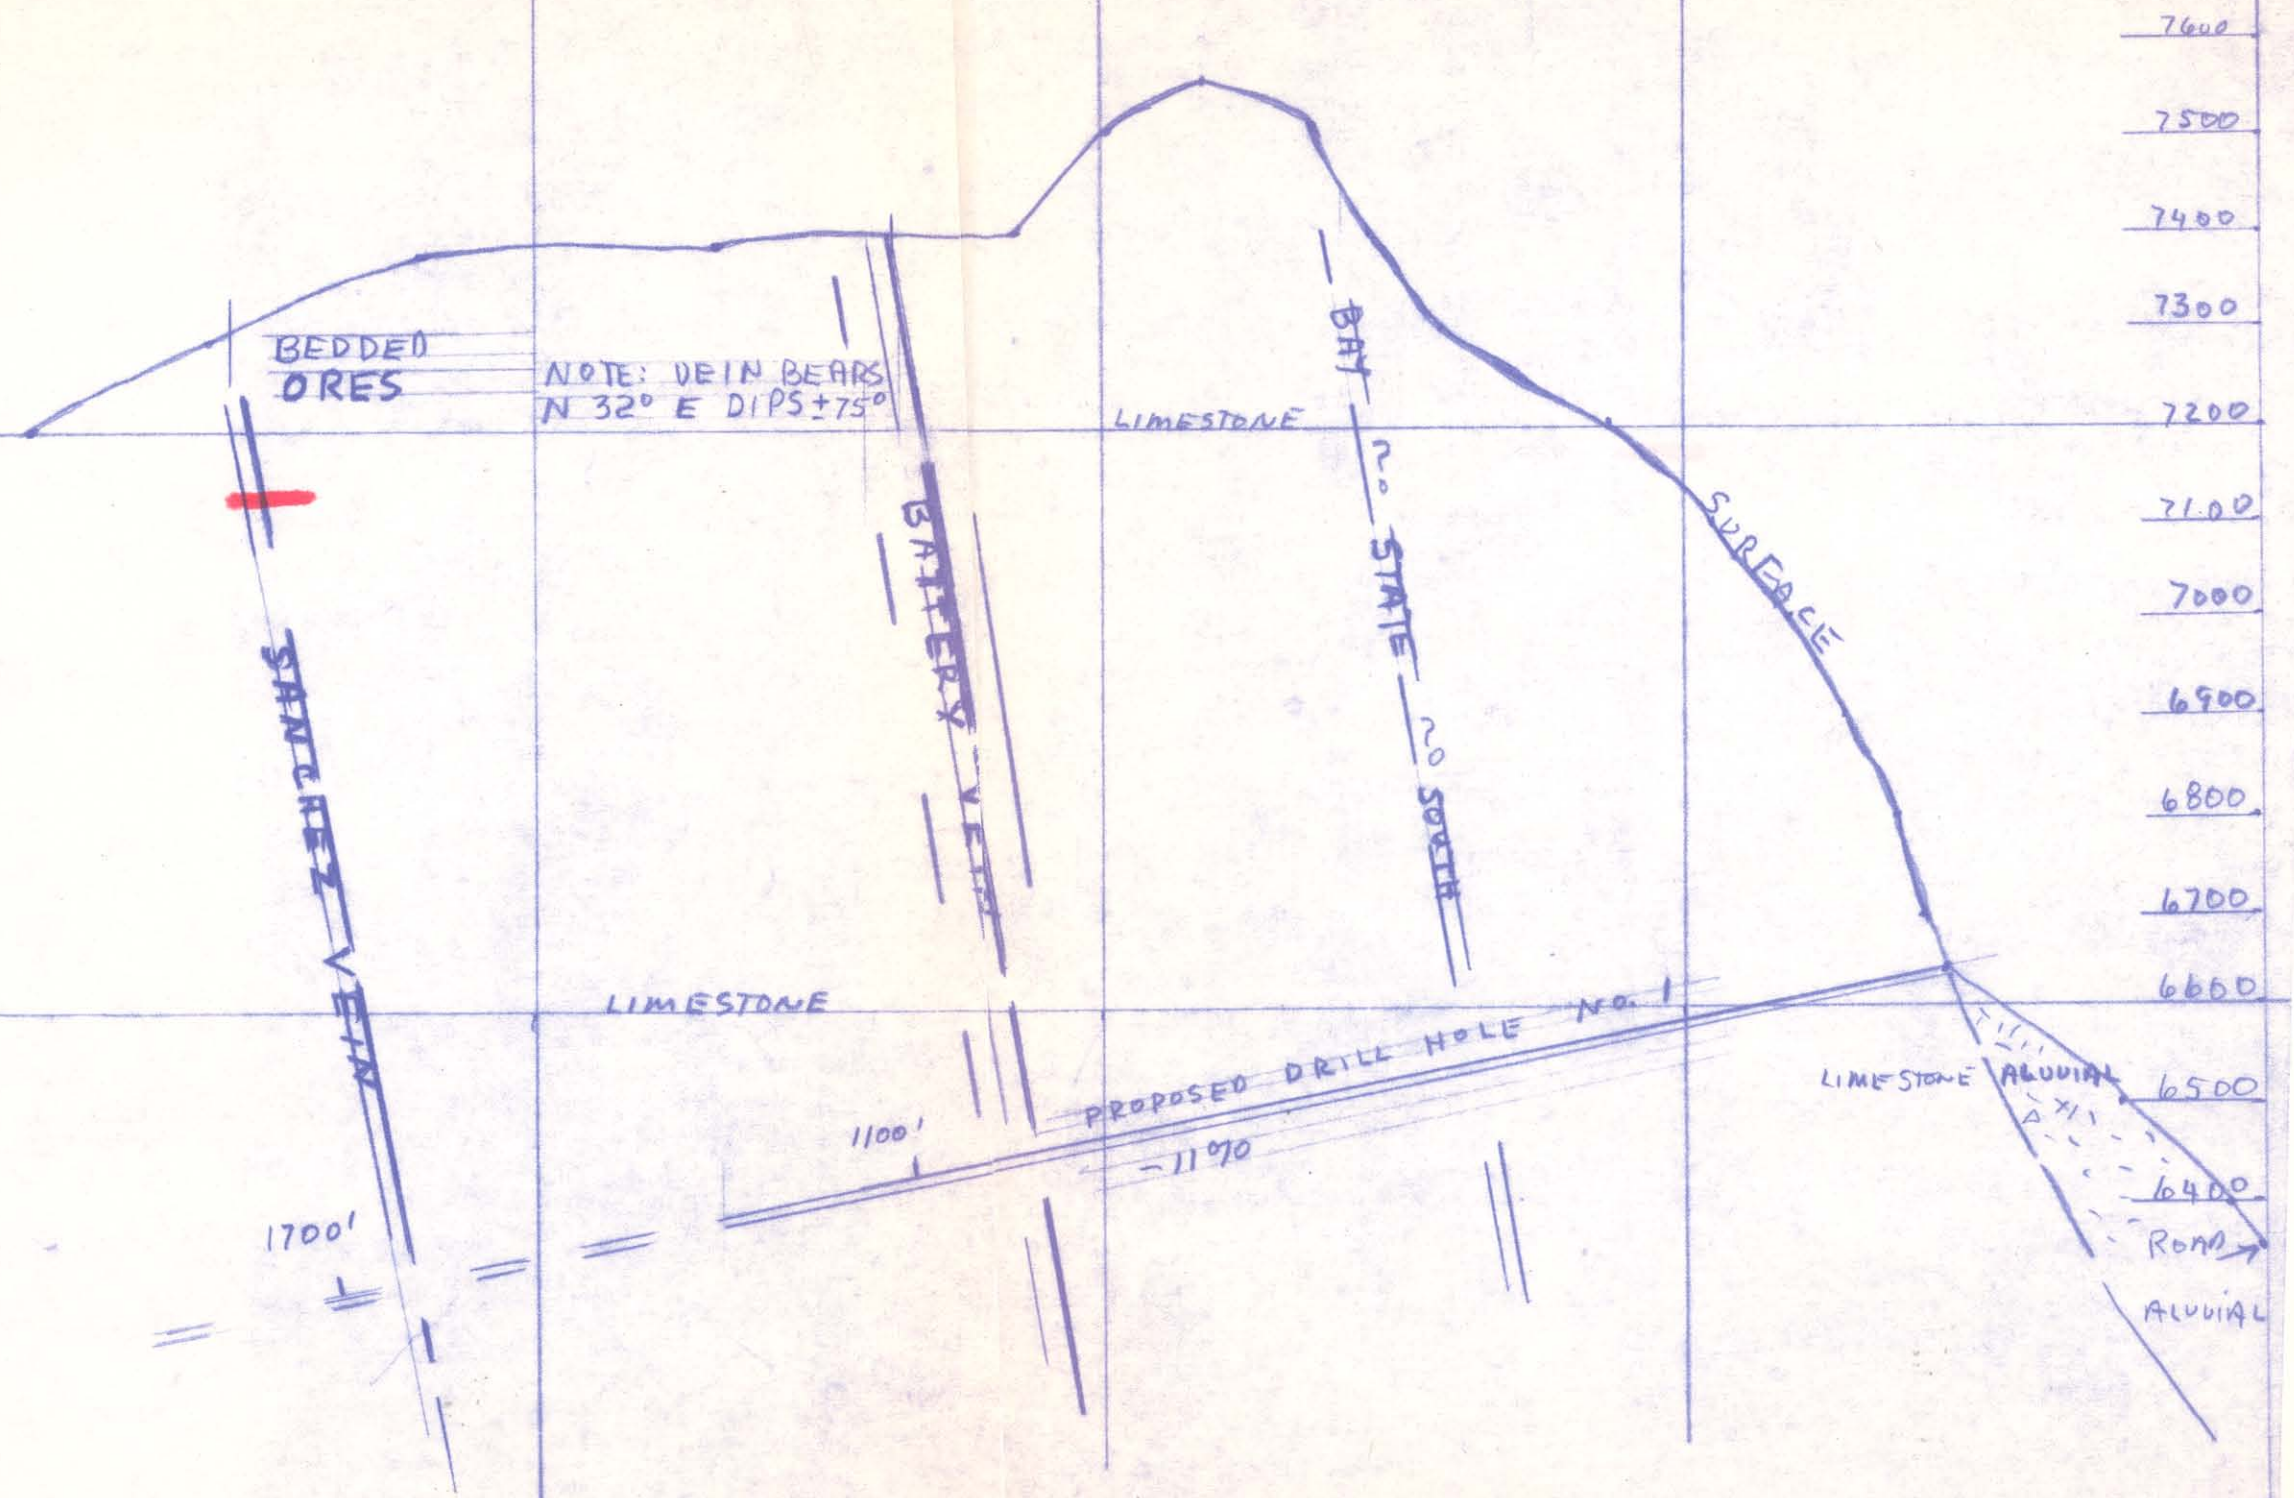 7600
7500
7400
7300
BEDDED
ORES
NOTE: VEIN BEARS
N 32° E DIPS ±75°
LIMESTONE
7200
BAY ? STATE ? SOUTH
SURFACE
7100
7000
6900
6800
6700
6600
SANCHEZ VEIN
BATTERY VEIN
LIMESTONE
PROPOSED DRILL HOLE NO. 1
-11%
1100'
1700'
LIMESTONE
ALUVIAL
6500
6400
ROAD
ALUVIAL